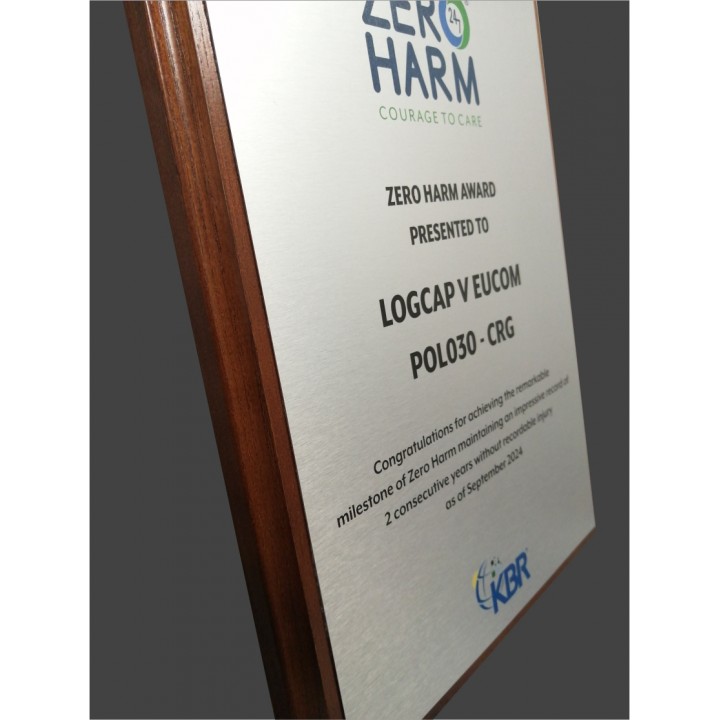 ZERO
24/7
HARM
COURAGE TO CARE
ZERO HARM AWARD
PRESENTED TO
LOGCAP V EUCOM
POL030 - CRG
Congratulations for achieving the remarkable
milestone of Zero Harm maintaining an impressive record of
2 consecutive years without recordable injury
as of September 2024
KBR